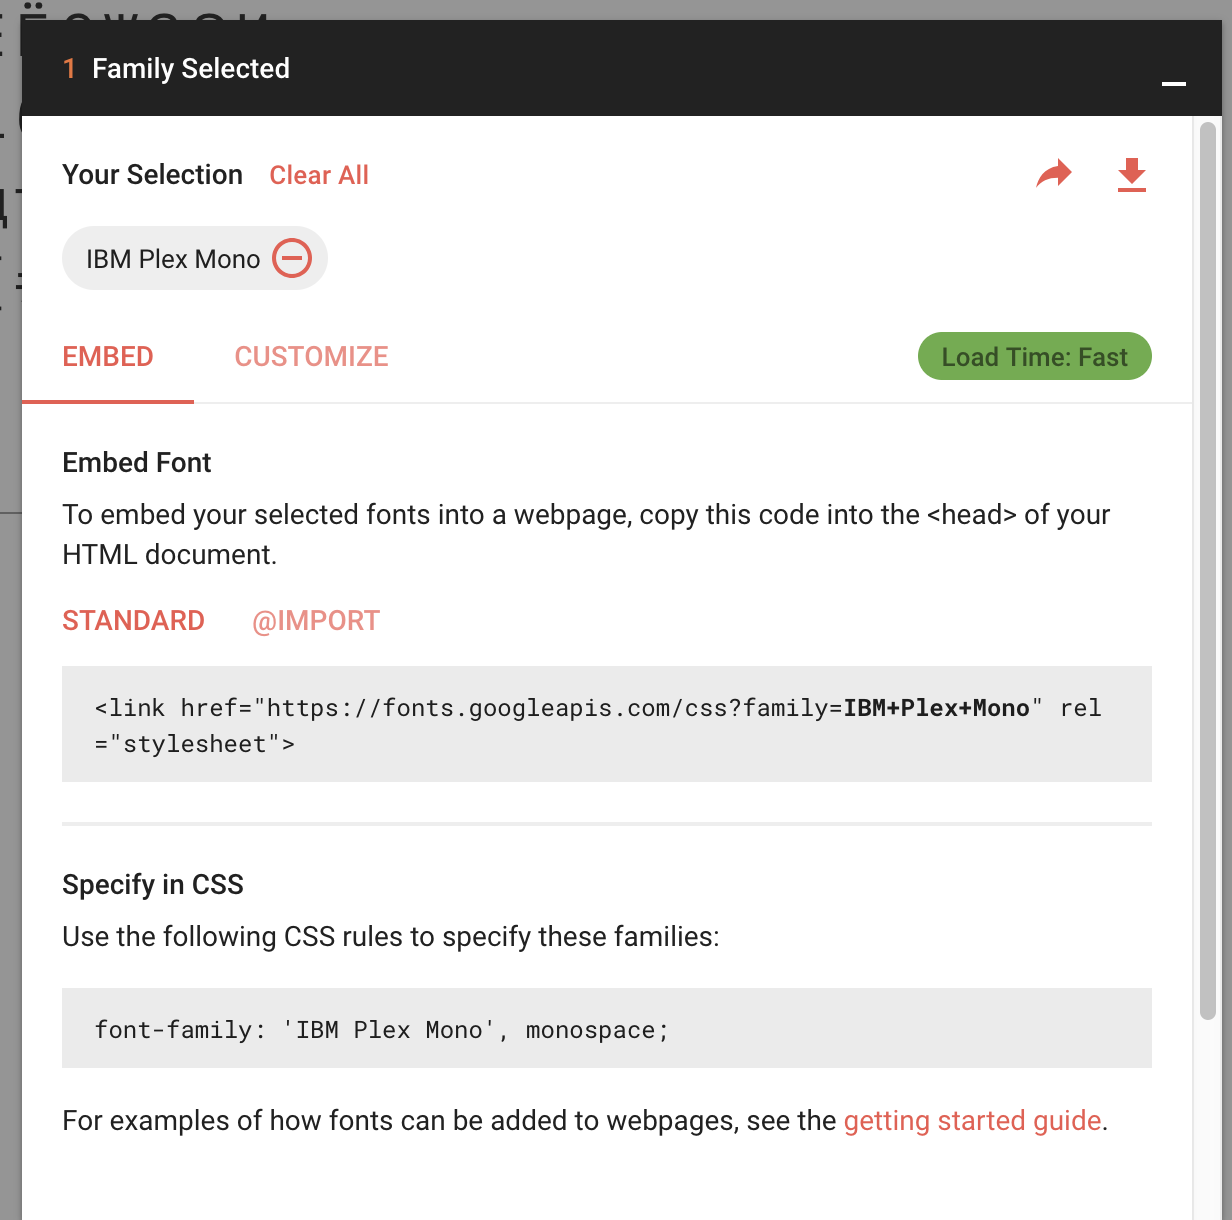 1 Family Selected
Your Selection Clear All
IBM Plex Mono
EMBED CUSTOMIZE Load Time: Fast
Embed Font
To embed your selected fonts into a webpage, copy this code into the <head> of your
HTML document.
STANDARD @IMPORT
<link href="https://fonts.googleapis.com/css?family=IBM+Plex+Mono" rel
="stylesheet">
Specify in CSS
Use the following CSS rules to specify these families:
font-family: 'IBM Plex Mono', monospace;
For examples of how fonts can be added to webpages, see the getting started guide.